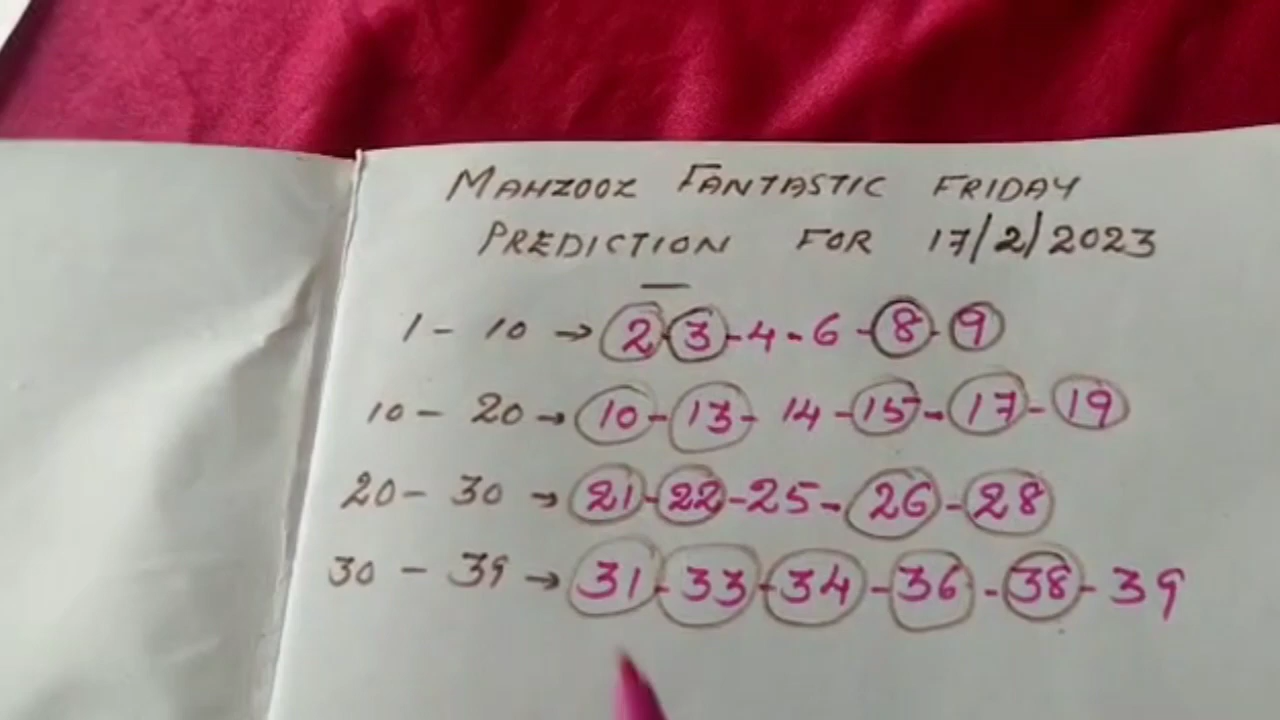 MAHZOOZ FANTASTIC FRIDAY
PREDICTION FOR 17/2/2023
1 - 10 → 2 - 3 - 4 - 6 - 8 - 9
10 - 20 → 10 - 13 - 14 - 15 - 17 - 19
20 - 30 → 21 - 22 - 25 - 26 - 28
30 - 39 → 31 - 33 - 34 - 36 - 38 - 39